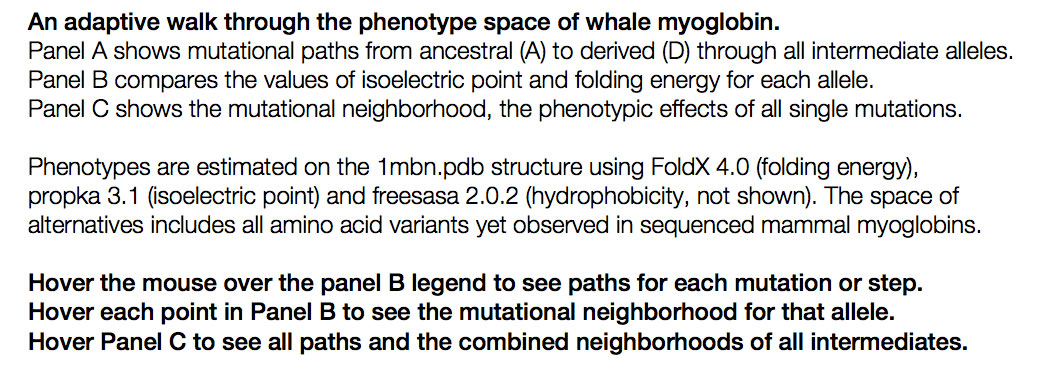 An adaptive walk through the phenotype space of whale myoglobin.
Panel A shows mutational paths from ancestral (A) to derived (D) through all intermediate alleles.
Panel B compares the values of isoelectric point and folding energy for each allele.
Panel C shows the mutational neighborhood, the phenotypic effects of all single mutations.
Phenotypes are estimated on the 1mbn.pdb structure using FoldX 4.0 (folding energy),
propka 3.1 (isoelectric point) and freesasa 2.0.2 (hydrophobicity, not shown). The space of
alternatives includes all amino acid variants yet observed in sequenced mammal myoglobins.
Hover the mouse over the panel B legend to see paths for each mutation or step.
Hover each point in Panel B to see the mutational neighborhood for that allele.
Hover Panel C to see all paths and the combined neighborhoods of all intermediates.